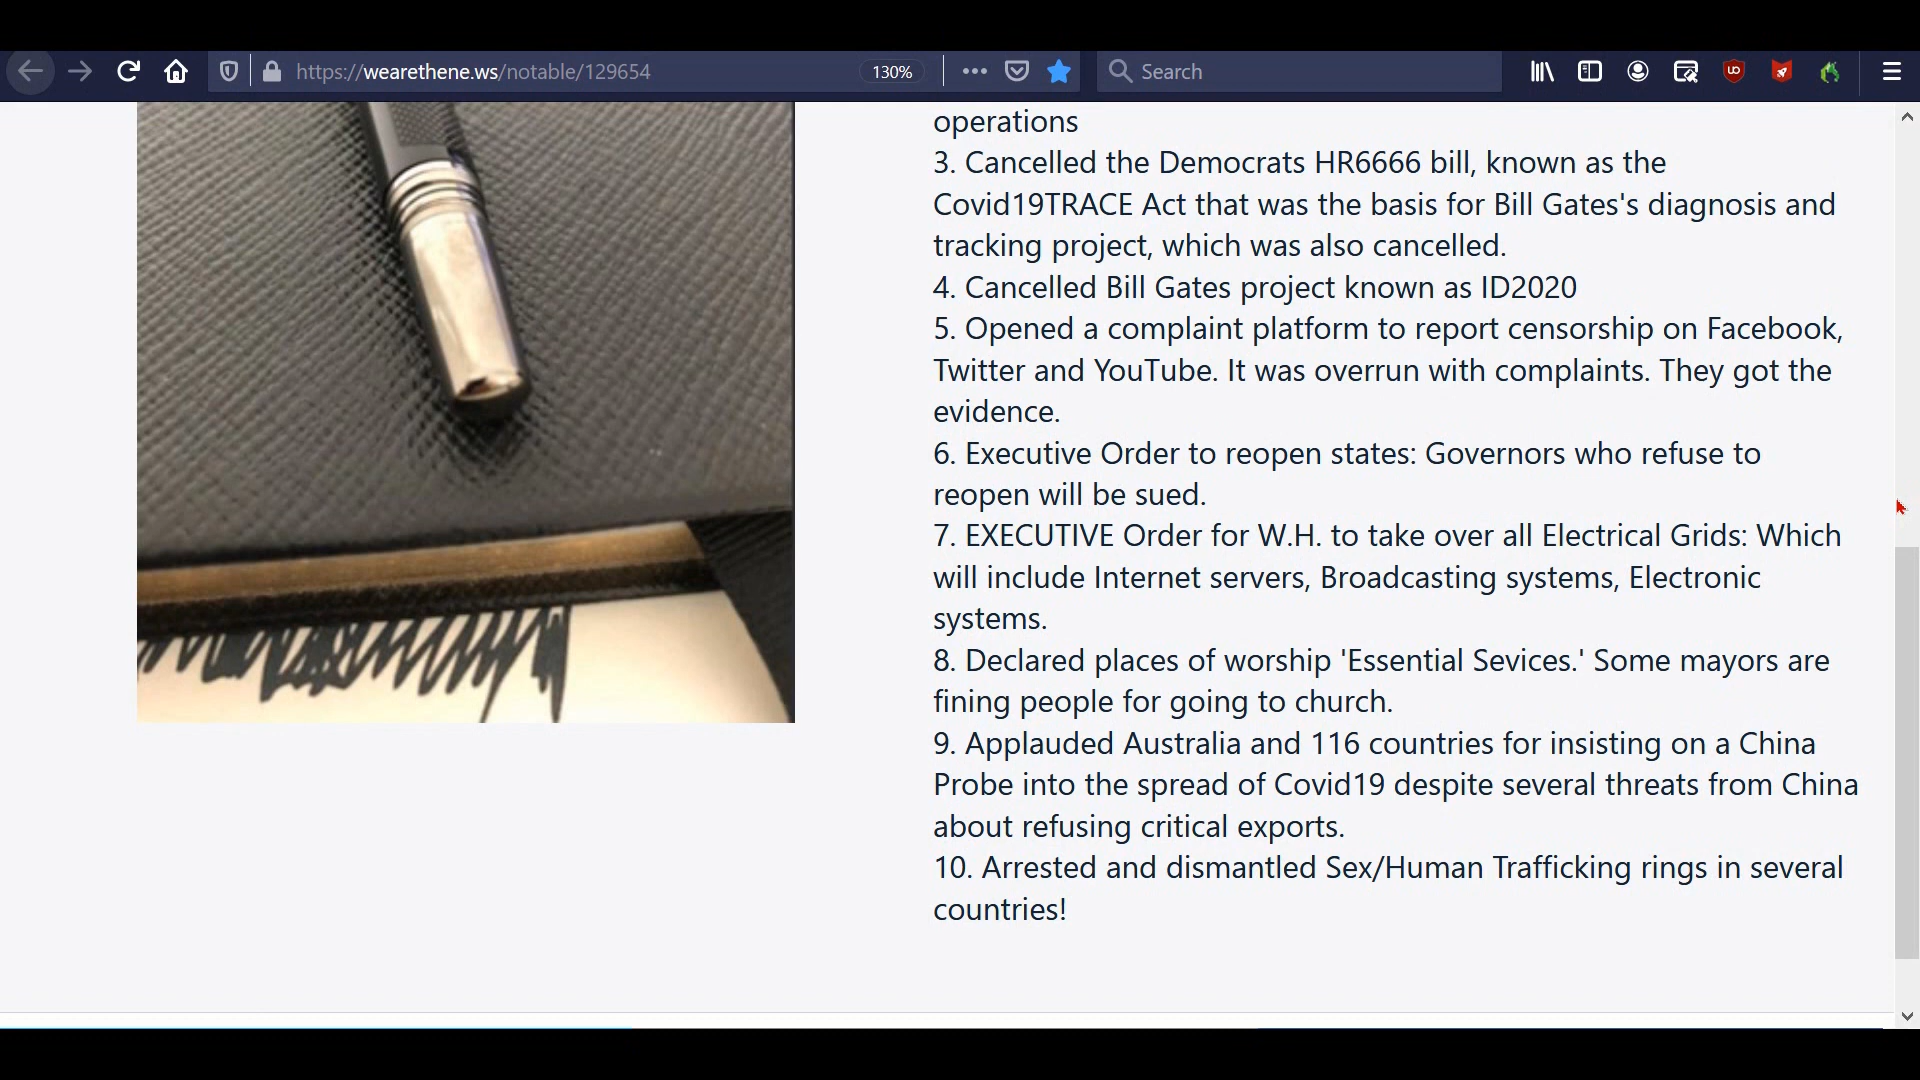 https://wearethene.ws/notable/129654
130%
Search
operations
3. Cancelled the Democrats HR6666 bill, known as the
Covid19TRACE Act that was the basis for Bill Gates's diagnosis and
tracking project, which was also cancelled.
4. Cancelled Bill Gates project known as ID2020
5. Opened a complaint platform to report censorship on Facebook,
Twitter and YouTube. It was overrun with complaints. They got the
evidence.
6. Executive Order to reopen states: Governors who refuse to
reopen will be sued.
7. EXECUTIVE Order for W.H. to take over all Electrical Grids: Which
will include Internet servers, Broadcasting systems, Electronic
systems.
8. Declared places of worship 'Essential Sevices.' Some mayors are
fining people for going to church.
9. Applauded Australia and 116 countries for insisting on a China
Probe into the spread of Covid19 despite several threats from China
about refusing critical exports.
10. Arrested and dismantled Sex/Human Trafficking rings in several
countries!